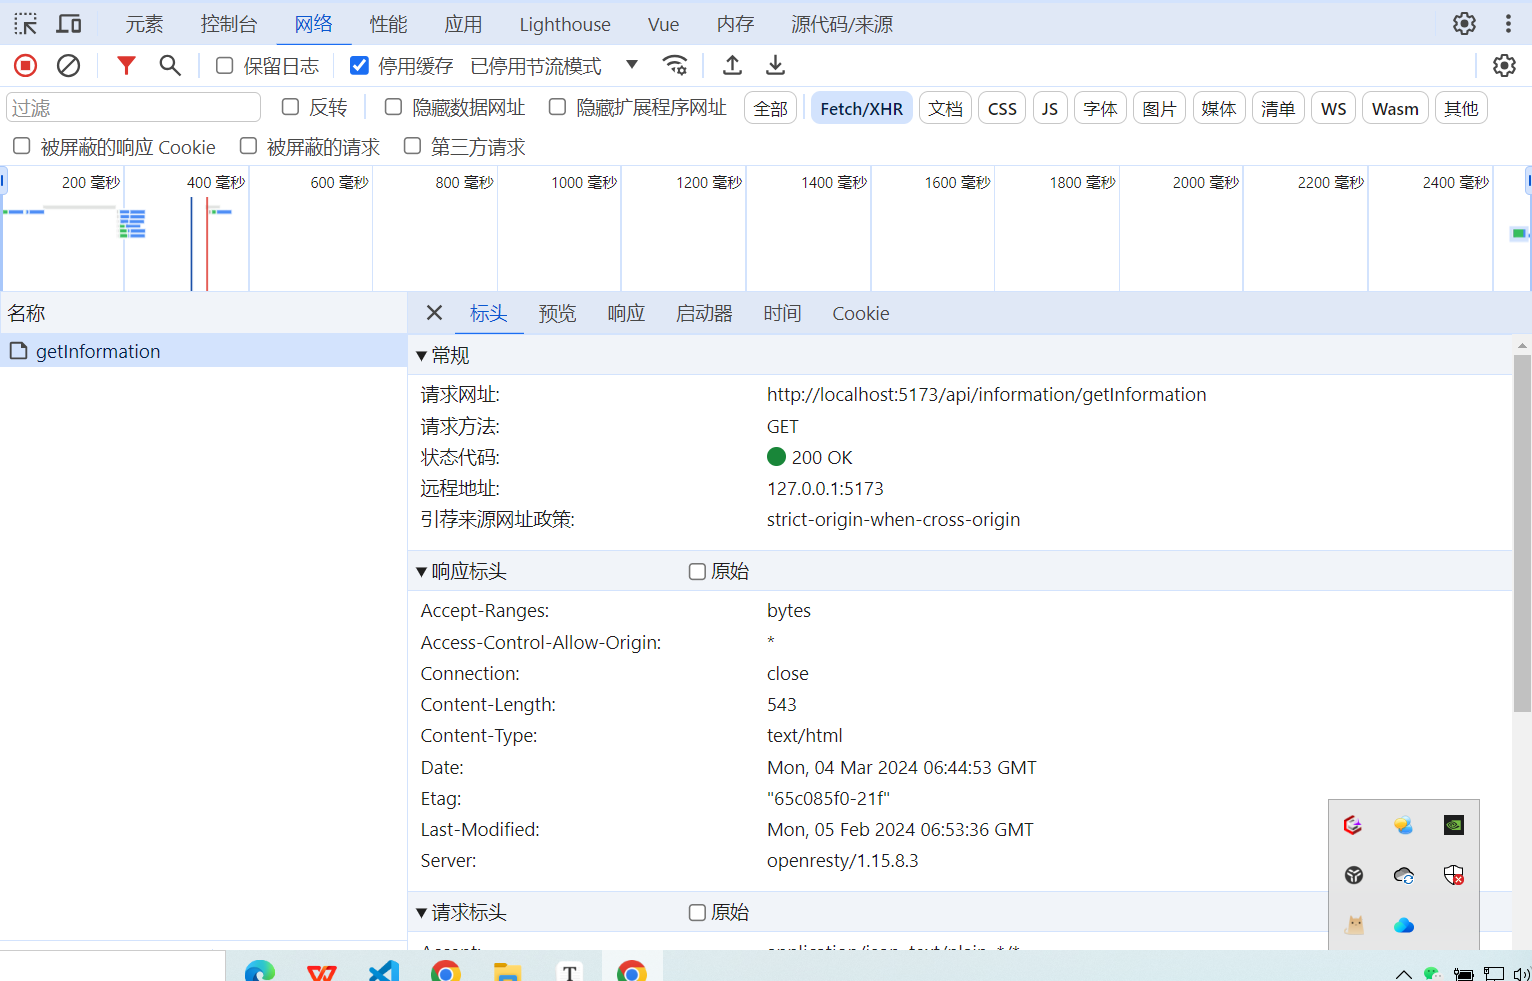 元素 控制台 网络 性能 应用 Lighthouse Vue 内存 源代码/来源
保留日志 停用缓存 已停用节流模式
过滤 反转 隐藏数据网址 隐藏扩展程序网址 全部 Fetch/XHR 文档 CSS JS 字体 图片 媒体 清单 WS Wasm 其他
被屏蔽的响应 Cookie 被屏蔽的请求 第三方请求
200 毫秒 400 毫秒 600 毫秒 800 毫秒 1000 毫秒 1200 毫秒 1400 毫秒 1600 毫秒 1800 毫秒 2000 毫秒 2200 毫秒 2400 毫秒
名称 标头 预览 响应 启动器 时间 Cookie
getInformation
常规
请求网址: http://localhost:5173/api/information/getInformation
请求方法: GET
状态代码: 200 OK
远程地址: 127.0.0.1:5173
引荐来源网址政策: strict-origin-when-cross-origin
响应标头 原始
Accept-Ranges: bytes
Access-Control-Allow-Origin: *
Connection: close
Content-Length: 543
Content-Type: text/html
Date: Mon, 04 Mar 2024 06:44:53 GMT
Etag: "65c085f0-21f"
Last-Modified: Mon, 05 Feb 2024 06:53:36 GMT
Server: openresty/1.15.8.3
请求标头 原始
Accept: application/json, text/plain, */*
T